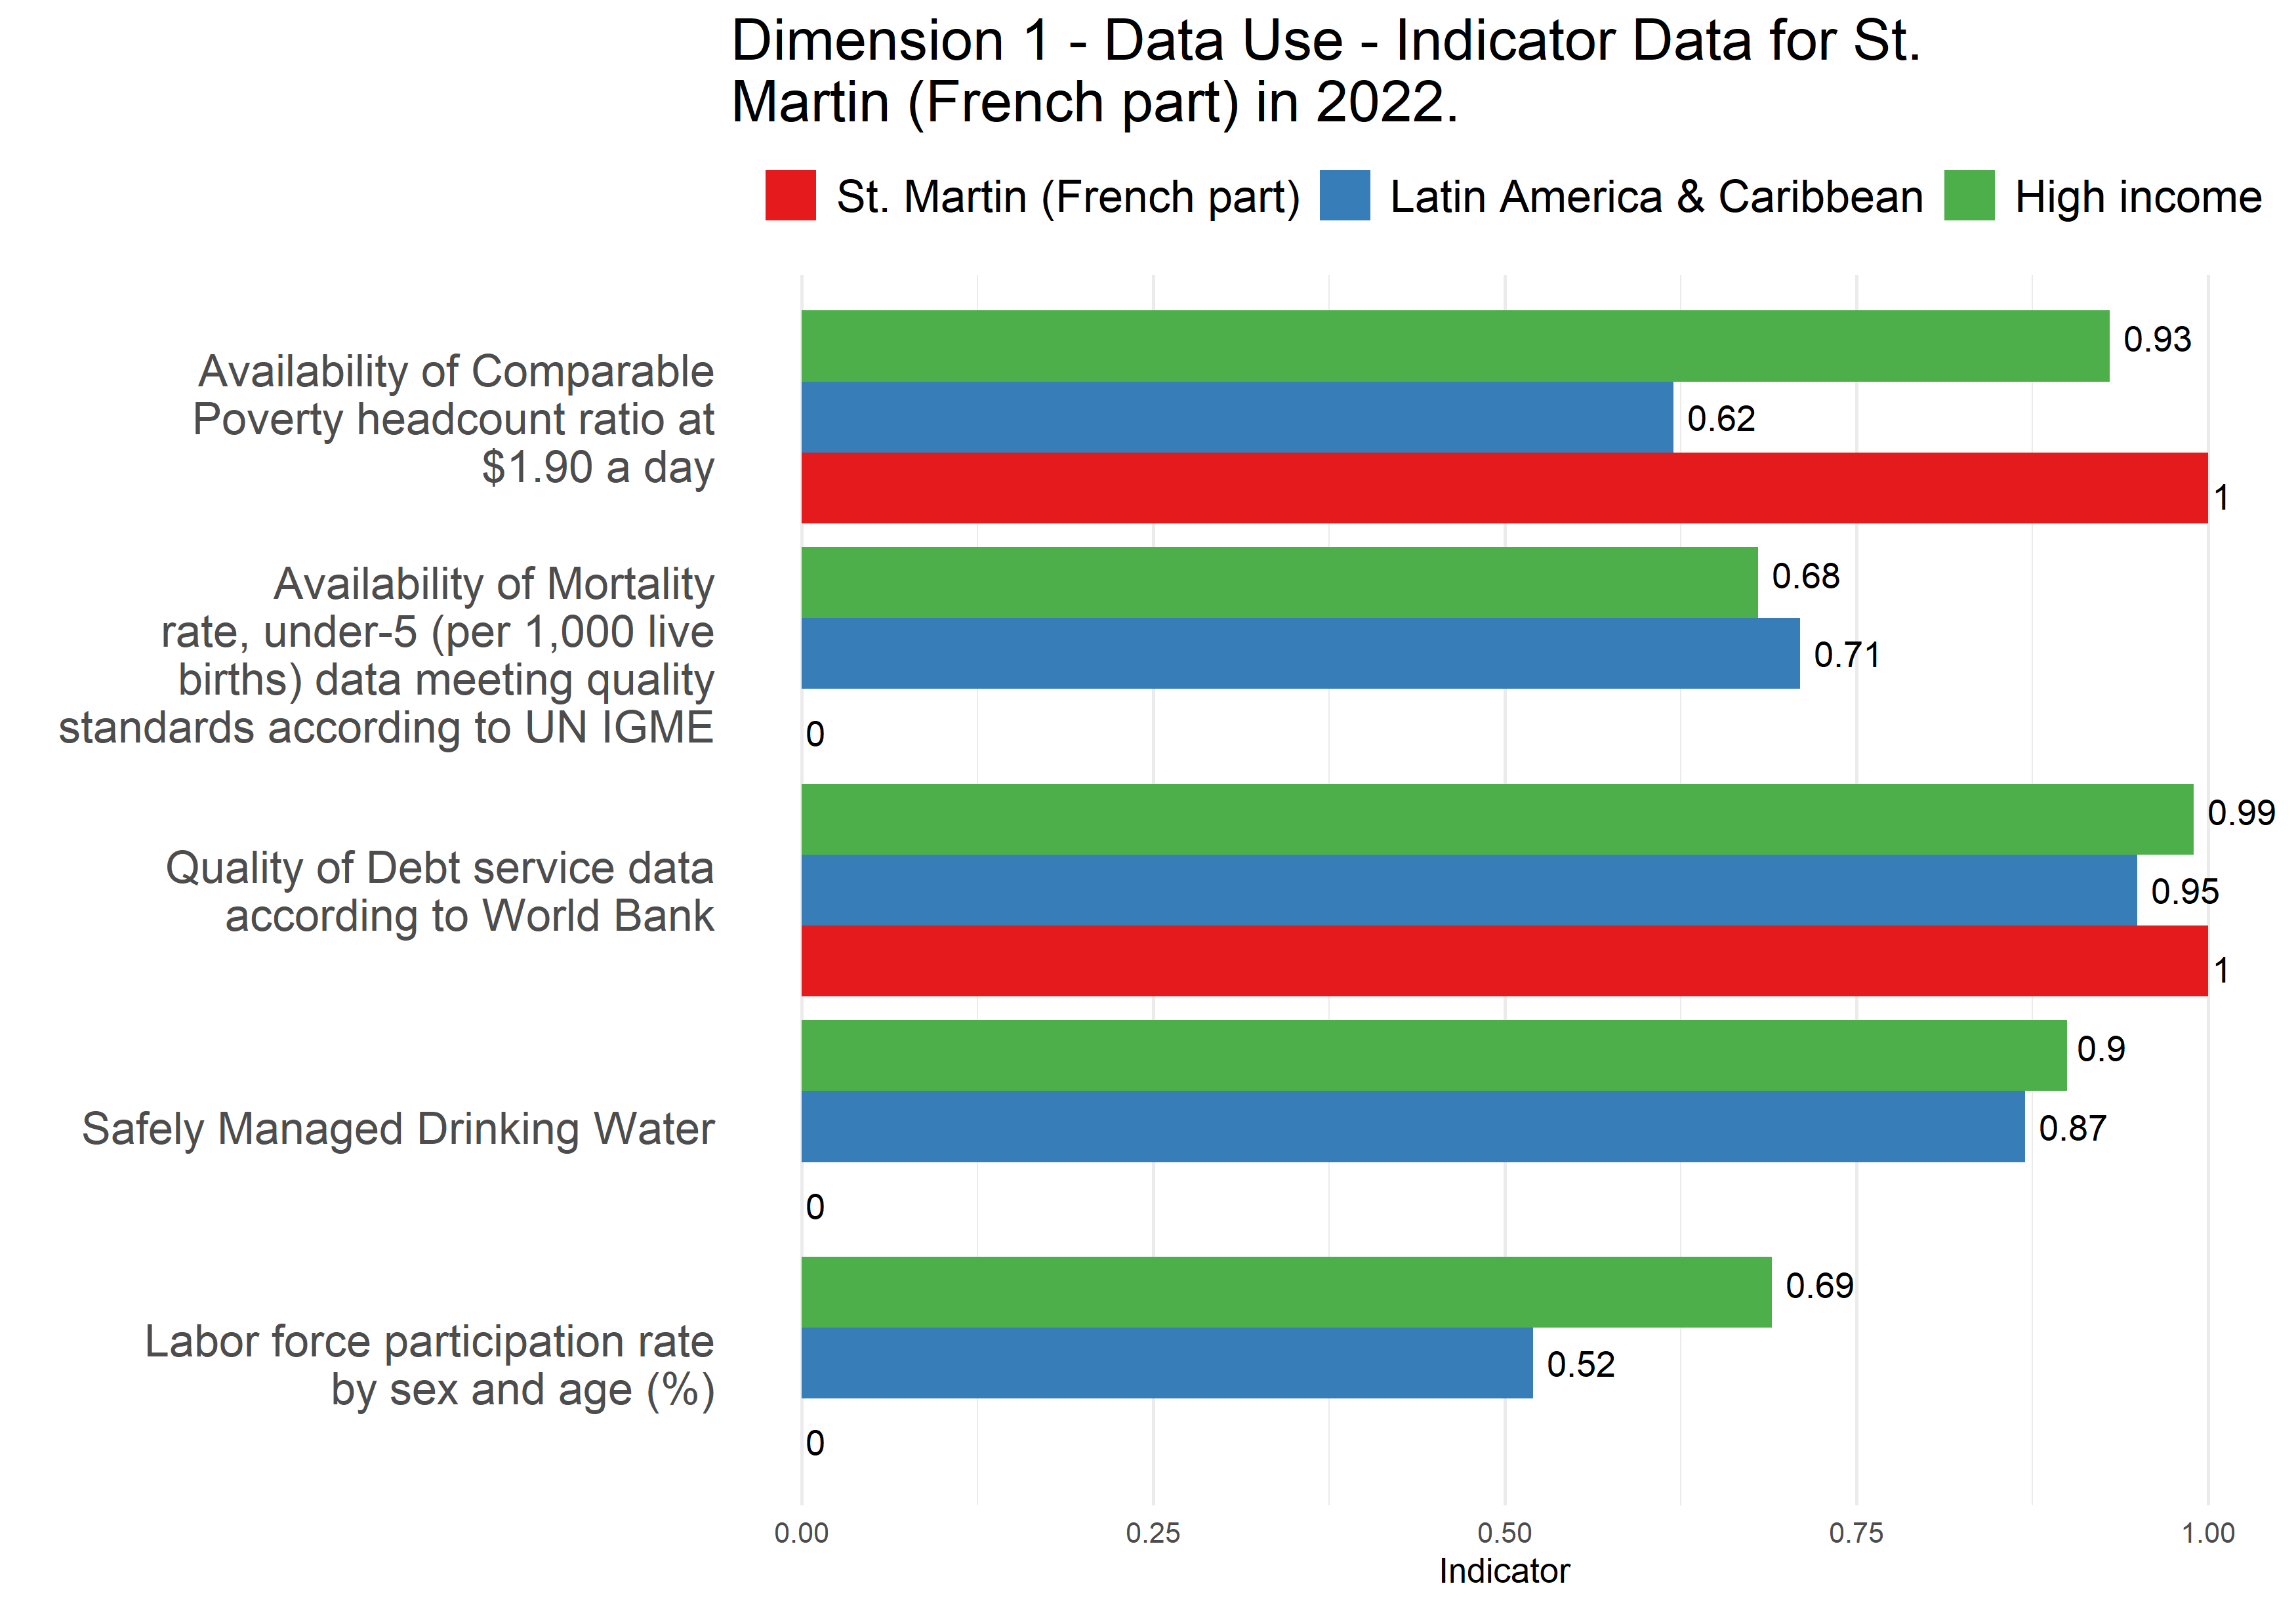 Dimension 1 - Data Use - Indicator Data for St.
Martin (French part) in 2022.
St. Martin (French part) Latin America & Caribbean High income
Availability of Comparable
Poverty headcount ratio at
$1.90 a day
0.93
0.62
1
Availability of Mortality
rate, under-5 (per 1,000 live
births) data meeting quality
standards according to UN IGME
0.68
0.71
0
Quality of Debt service data
according to World Bank
0.99
0.95
1
Safely Managed Drinking Water
0.9
0.87
0
Labor force participation rate
by sex and age (%)
0.69
0.52
0
0.00 0.25 0.50 0.75 1.00
Indicator